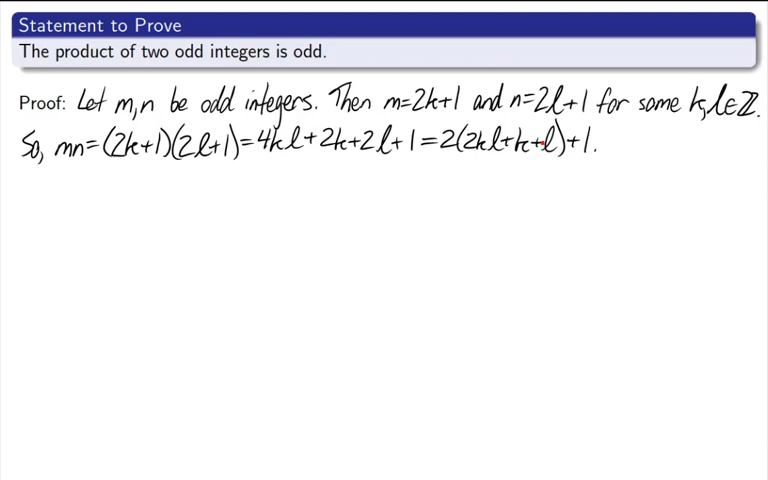 Statement to Prove
The product of two odd integers is odd.
Proof: Let m,n be odd integers. Then m=2k+1 and n=2l+1 for some k,l∈ℤ.
So, mn=(2k+1)(2l+1)=4kl+2k+2l+1=2(2kl+k+l)+1.